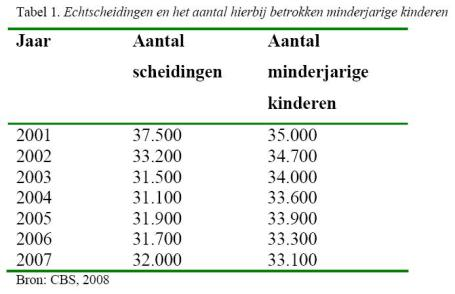 Tabel 1. Echtscheidingen en het aantal hierbij betrokken minderjarige kinderen
Jaar Aantal scheidingen Aantal minderjarige kinderen
2001 37.500 35.000
2002 33.200 34.700
2003 31.500 34.000
2004 31.100 33.600
2005 31.900 33.900
2006 31.700 33.300
2007 32.000 33.100
Bron: CBS, 2008